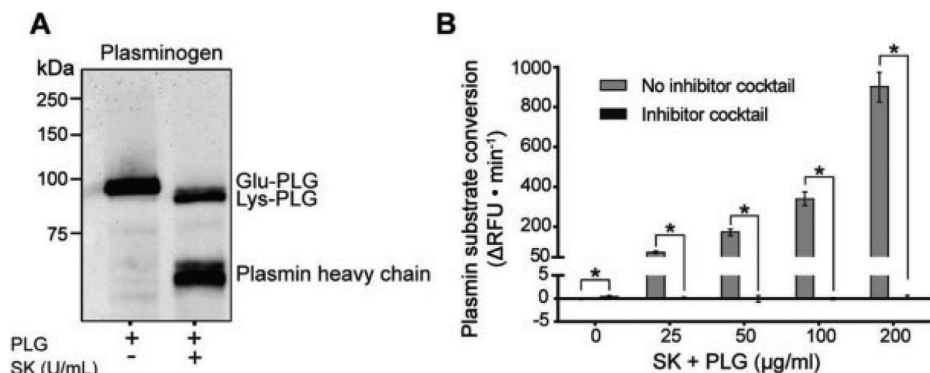 A
Plasminogen
kDa
250
150
100
75
Glu-PLG
Lys-PLG
Plasmin heavy chain
PLG + +
SK (U/mL) - +
B
Plasmin substrate conversion
(ΔRFU • min⁻¹)
1000
800
600
400
200
50
5
0
-5
No inhibitor cocktail
Inhibitor cocktail
* * * * *
0 25 50 100 200
SK + PLG (µg/ml)